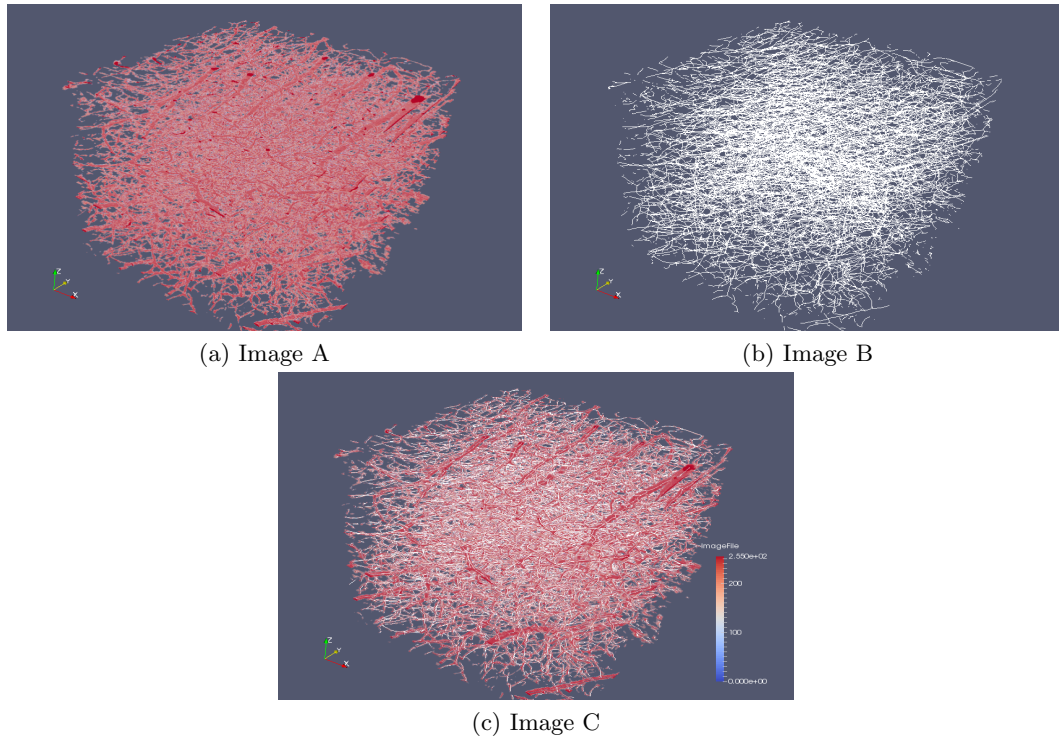 Z
Y
X
(a) Image A
Z
Y
X
(b) Image B
ImageFile
2.550e+02
200
100
0.000e+00
Z
Y
X
(c) Image C